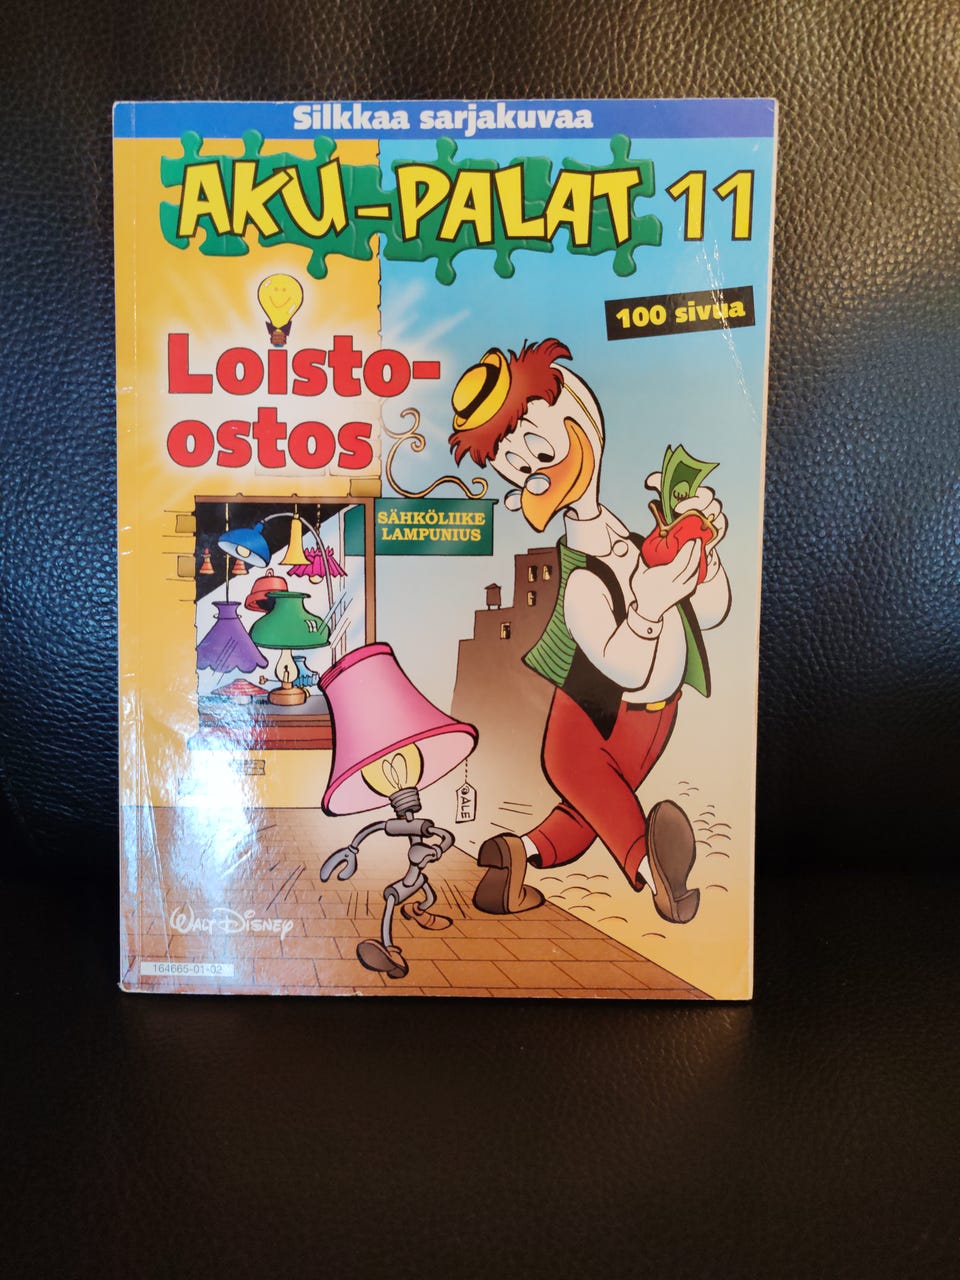 Silkkaa sarjakuvaa
AKU-PALAT 11
100 sivua
Loisto-
ostos
SÄHKÖLIIKE
LAMPUNIUS
ALE
WALT DISNEY
164665-01-02